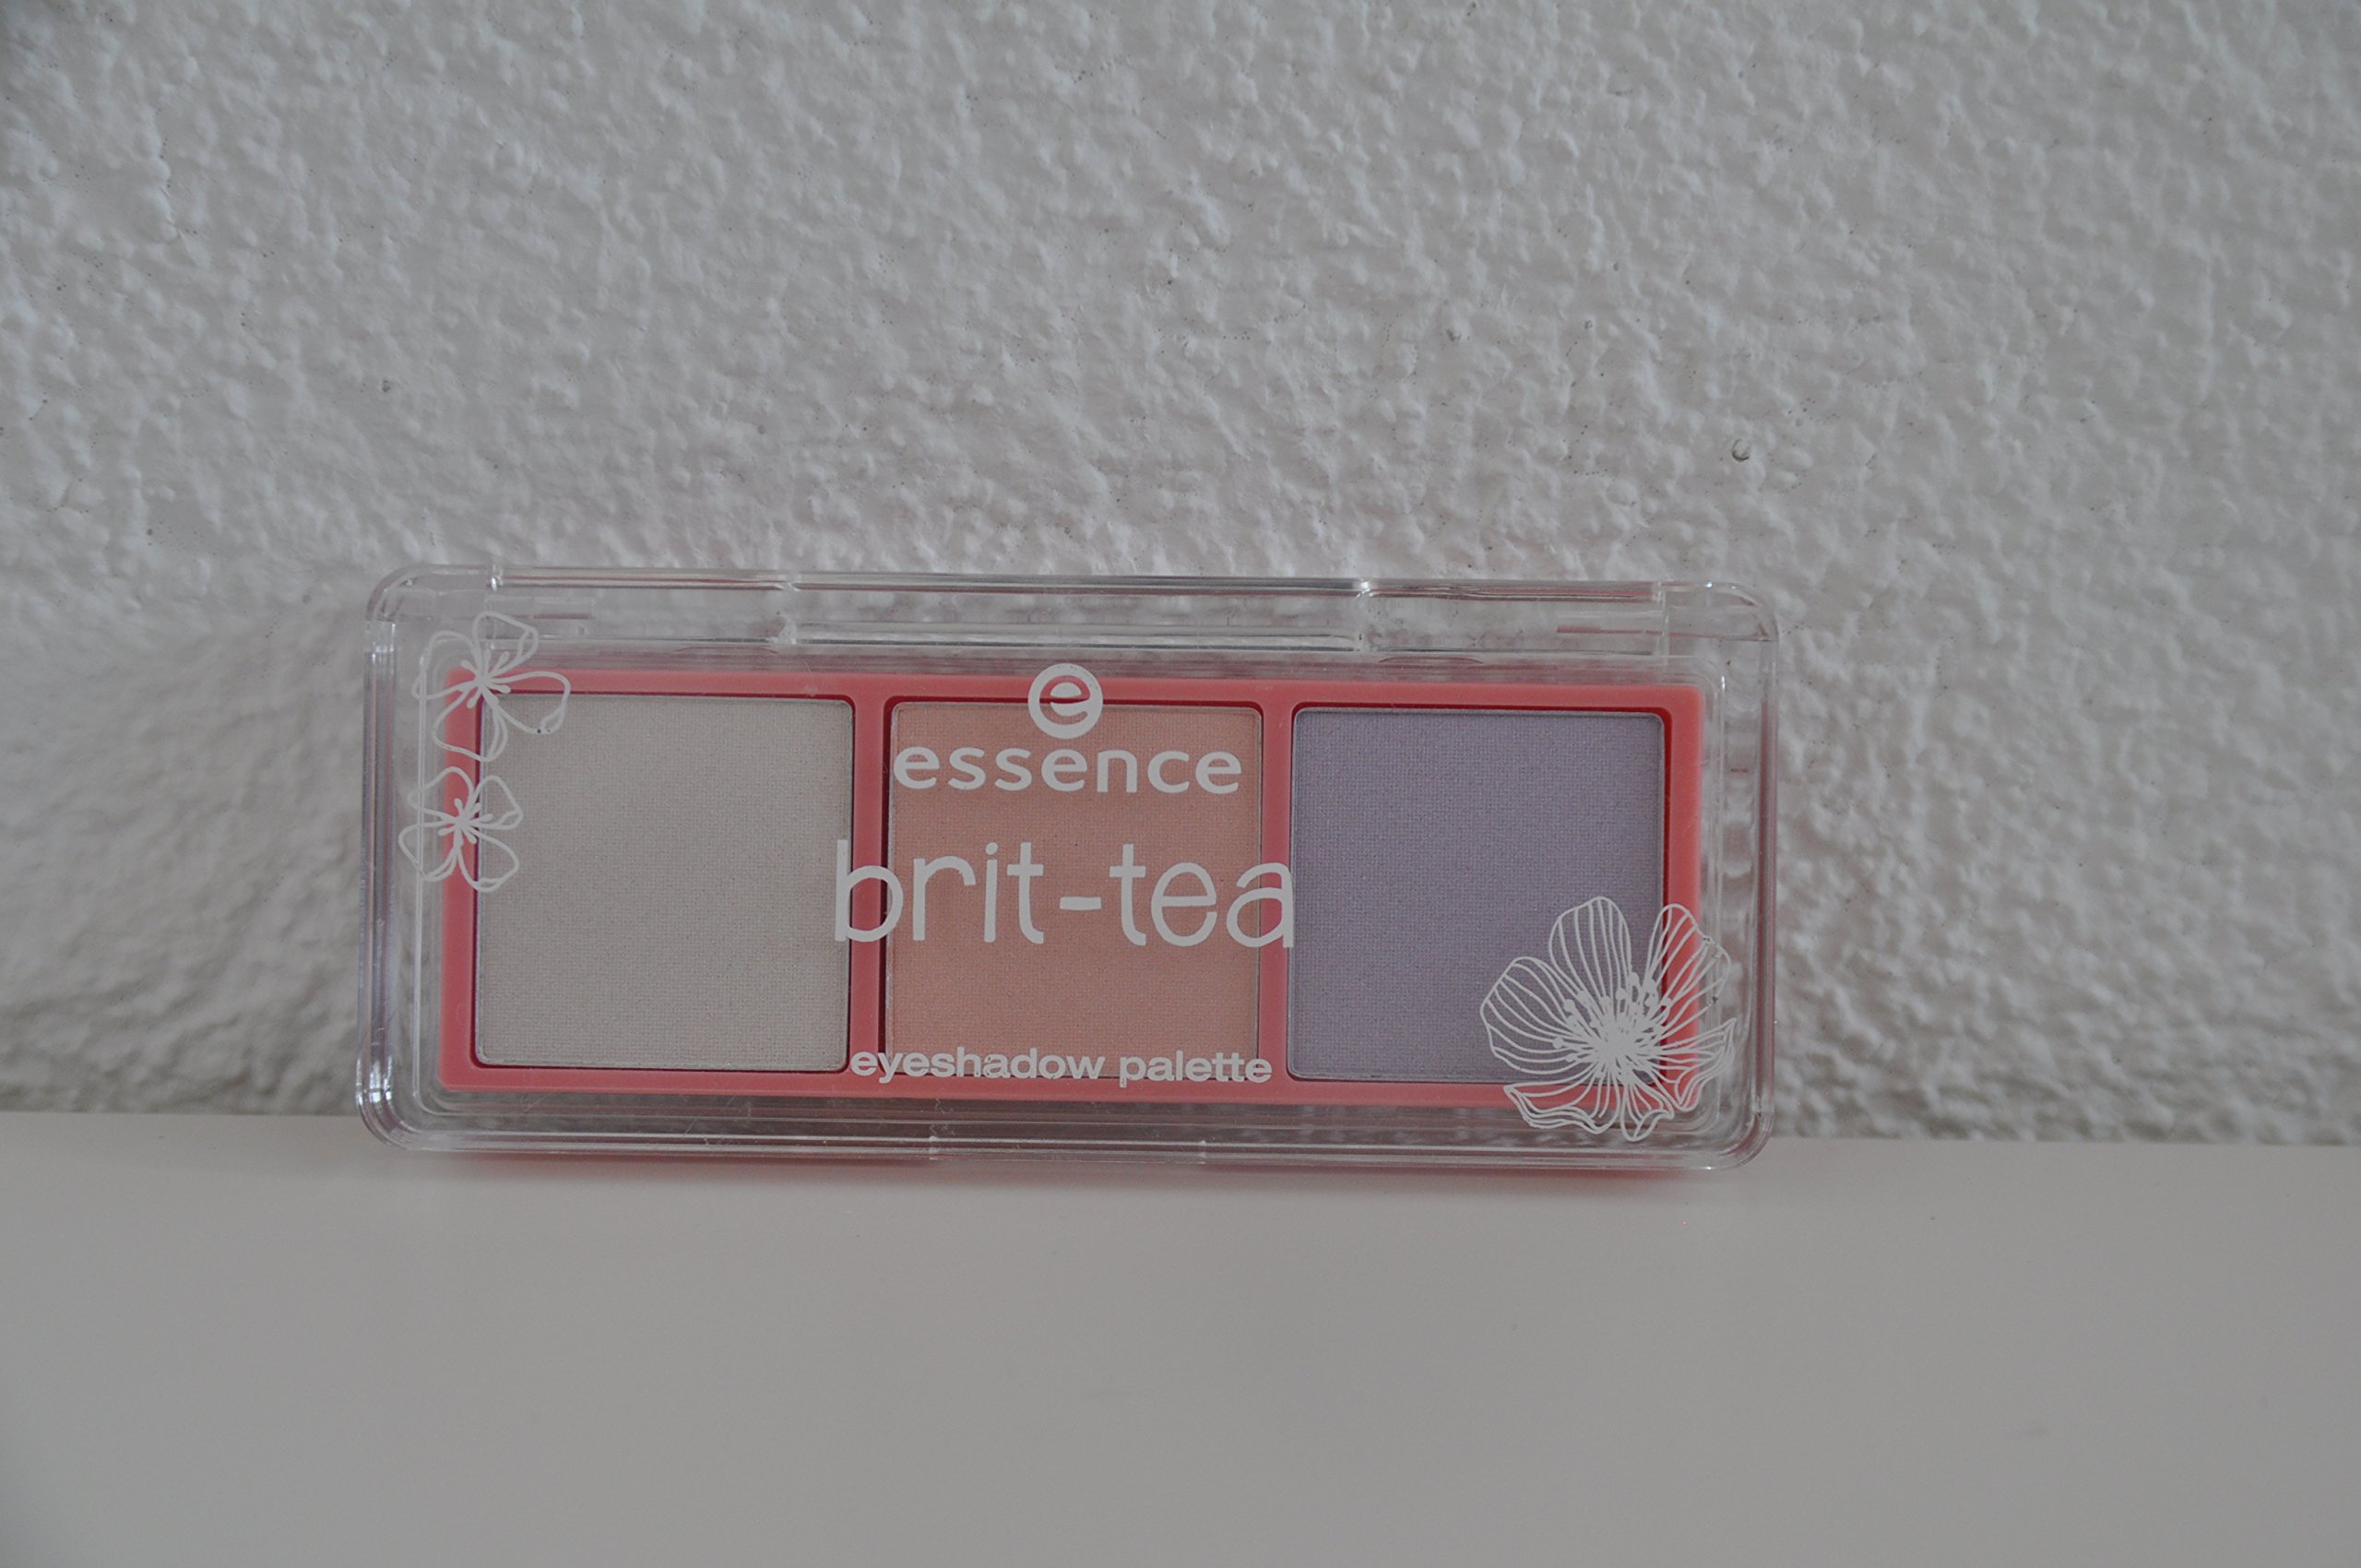 e
essence
brit-tea
eyeshadow palette